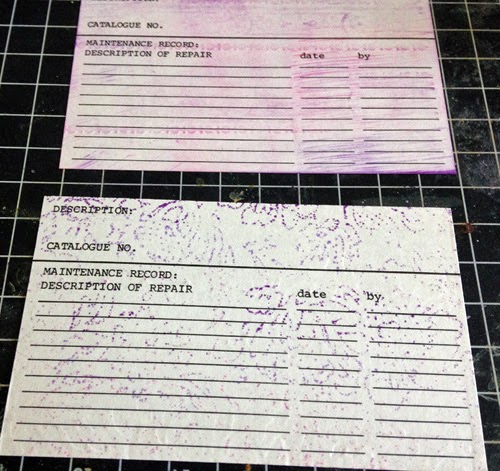 CATALOGUE NO.
MAINTENANCE RECORD:
DESCRIPTION OF REPAIR date by
DESCRIPTION:
CATALOGUE NO.
MAINTENANCE RECORD:
DESCRIPTION OF REPAIR date by